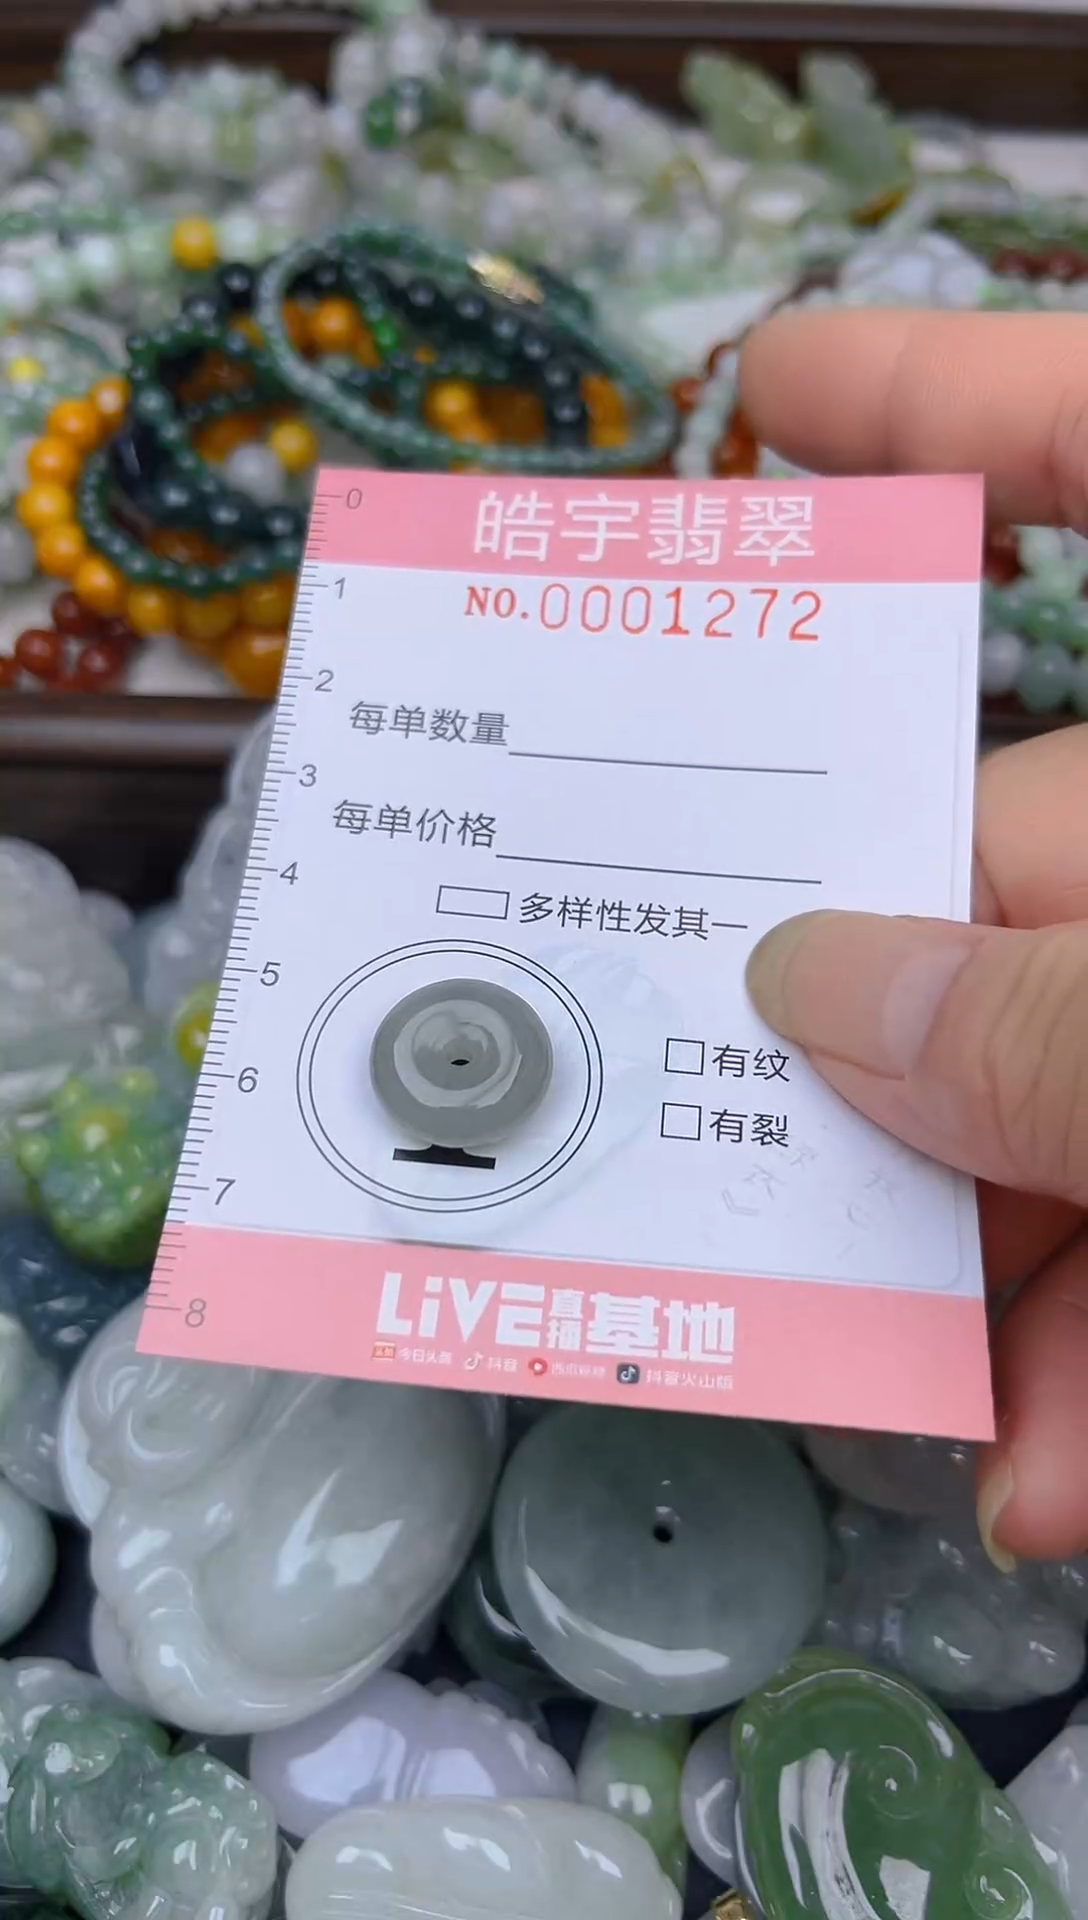 皓宇翡翠
NO.0001272
每单数量
每单价格
多样性发其一
有纹
有裂
LiVE直播基地
今日头条 抖音 西瓜视频 抖音火山版
0
1
2
3
4
5
6
7
8